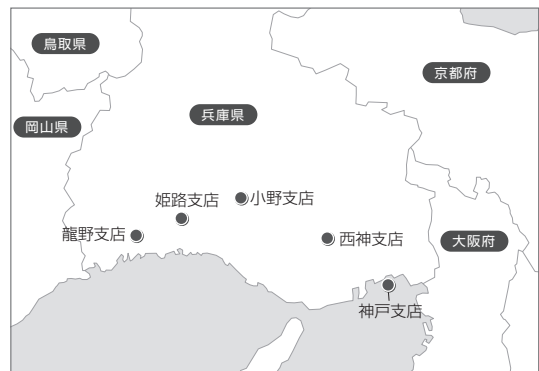 鳥取県
京都府
兵庫県
岡山県
姫路支店
小野支店
龍野支店
西神支店
大阪府
神戸支店